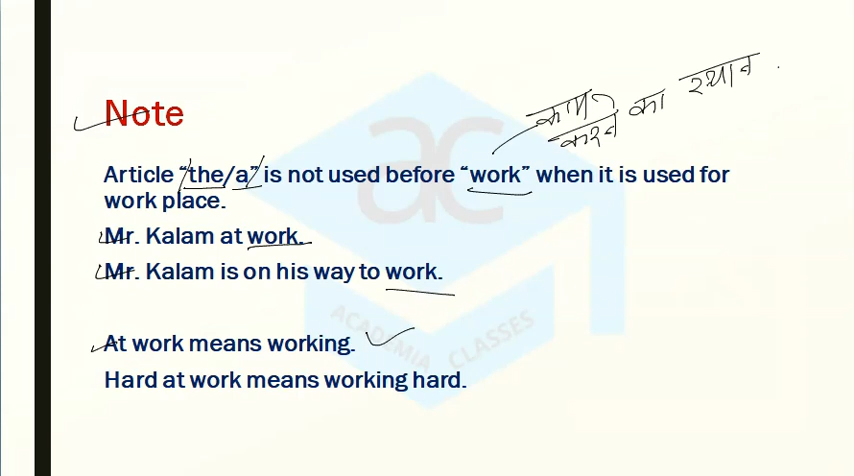 काम
करने का स्थान
Note
Article "the/a" is not used before "work" when it is used for
work place.
Mr. Kalam at work.
Mr. Kalam is on his way to work.
At work means working.
Hard at work means working hard.
ac
ACADEMIA CLASSES